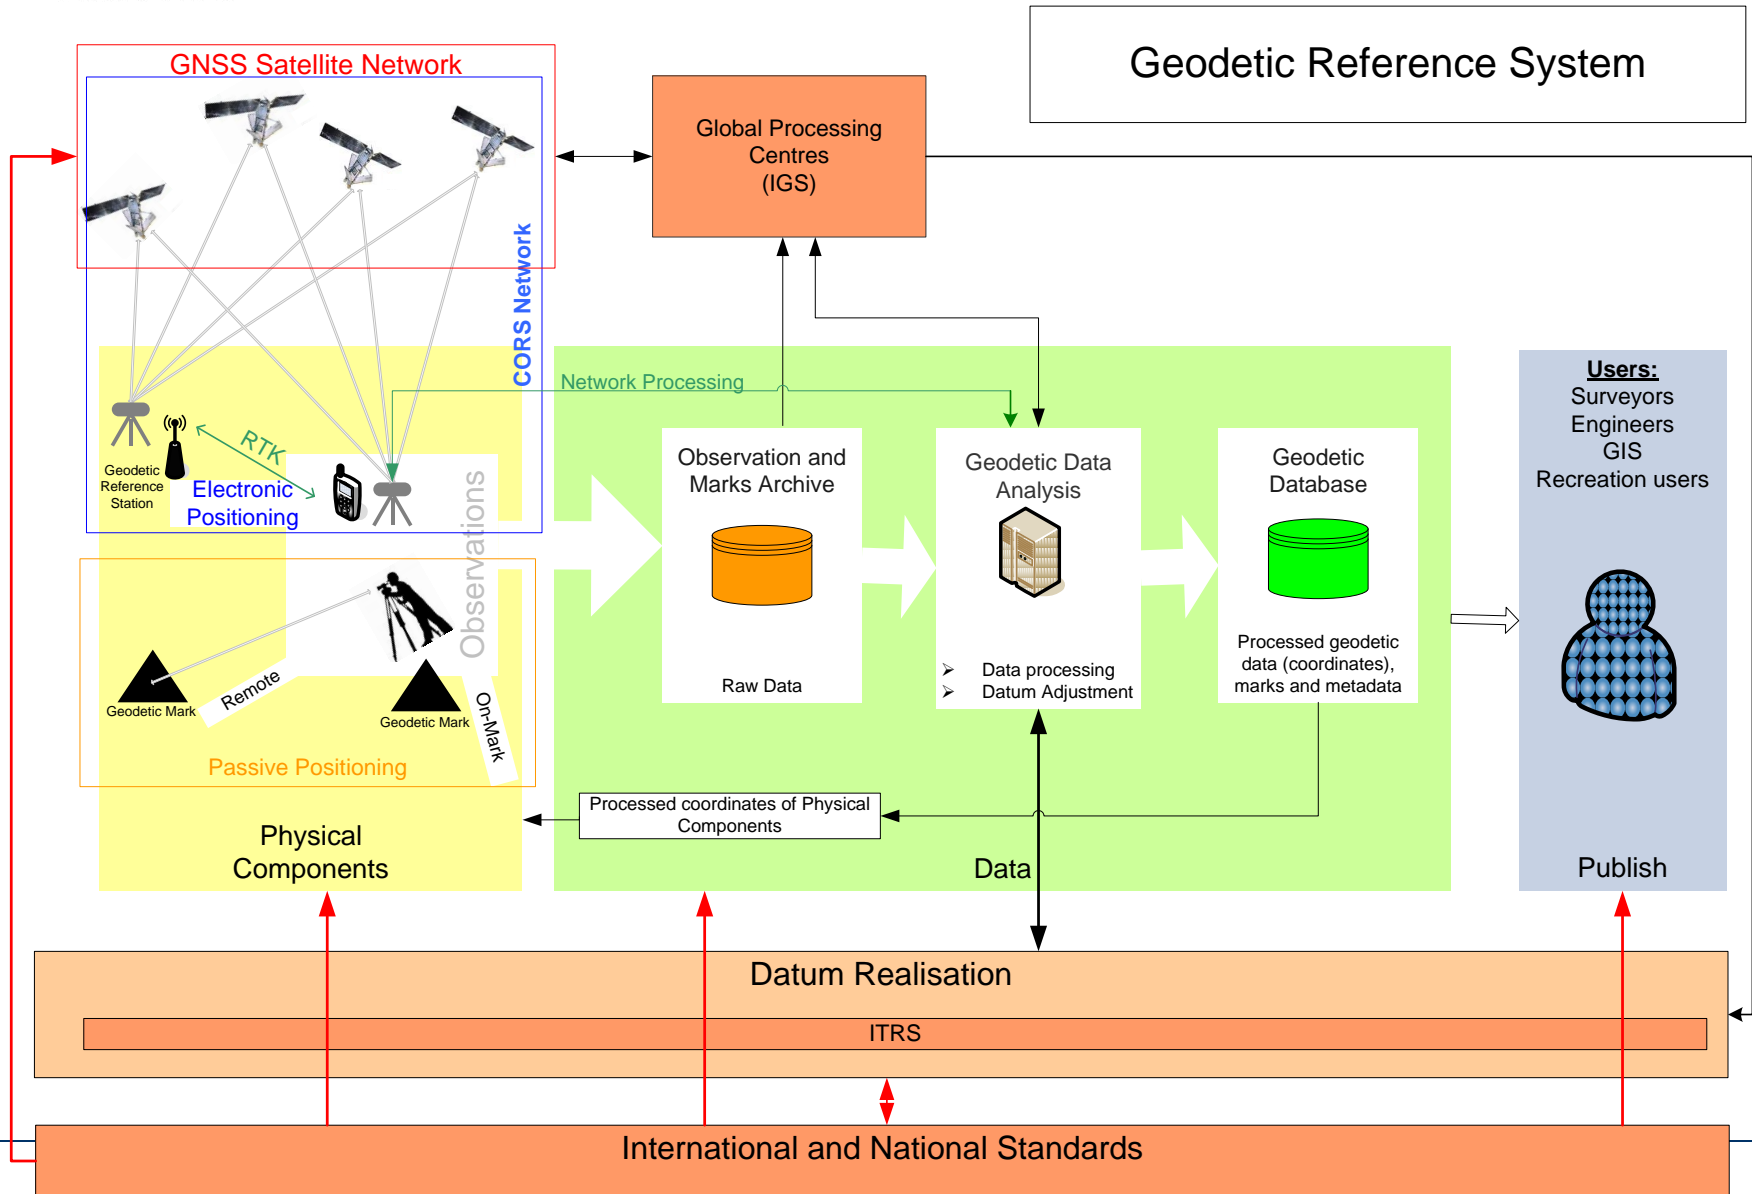 Geodetic Reference System
GNSS Satellite Network
Global Processing
Centres
(IGS)
CORS Network
Network Processing
Users:
Surveyors
Engineers
GIS
Recreation users
RTK
Geodetic
Reference
Station
Electronic
Positioning
Observations
Observation and
Marks Archive
Raw Data
Geodetic Data
Analysis
➢ Data processing
➢ Datum Adjustment
Geodetic
Database
Processed geodetic
data (coordinates),
marks and metadata
Geodetic Mark
Remote
Geodetic Mark
On-Mark
Passive Positioning
Processed coordinates of Physical
Components
Physical
Components
Data
Publish
Datum Realisation
ITRS
International and National Standards